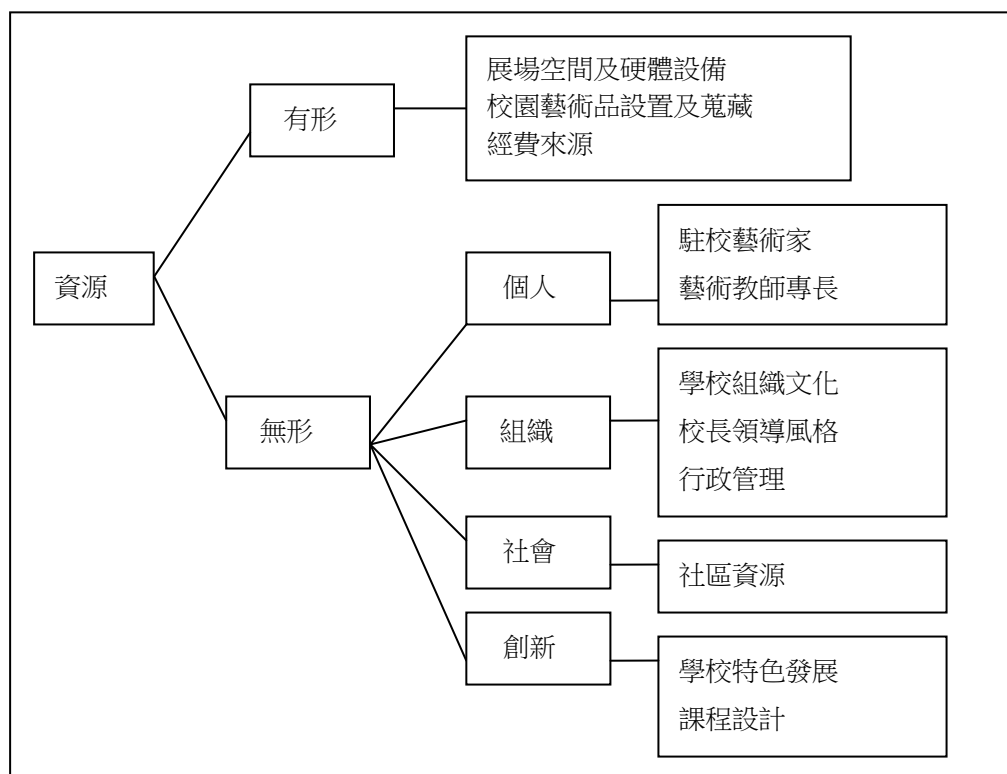 展場空間及硬體設備
校園藝術品設置及蒐藏
經費來源
有形
資源
無形
個人
駐校藝術家
藝術教師專長
組織
學校組織文化
校長領導風格
行政管理
社會
社區資源
創新
學校特色發展
課程設計